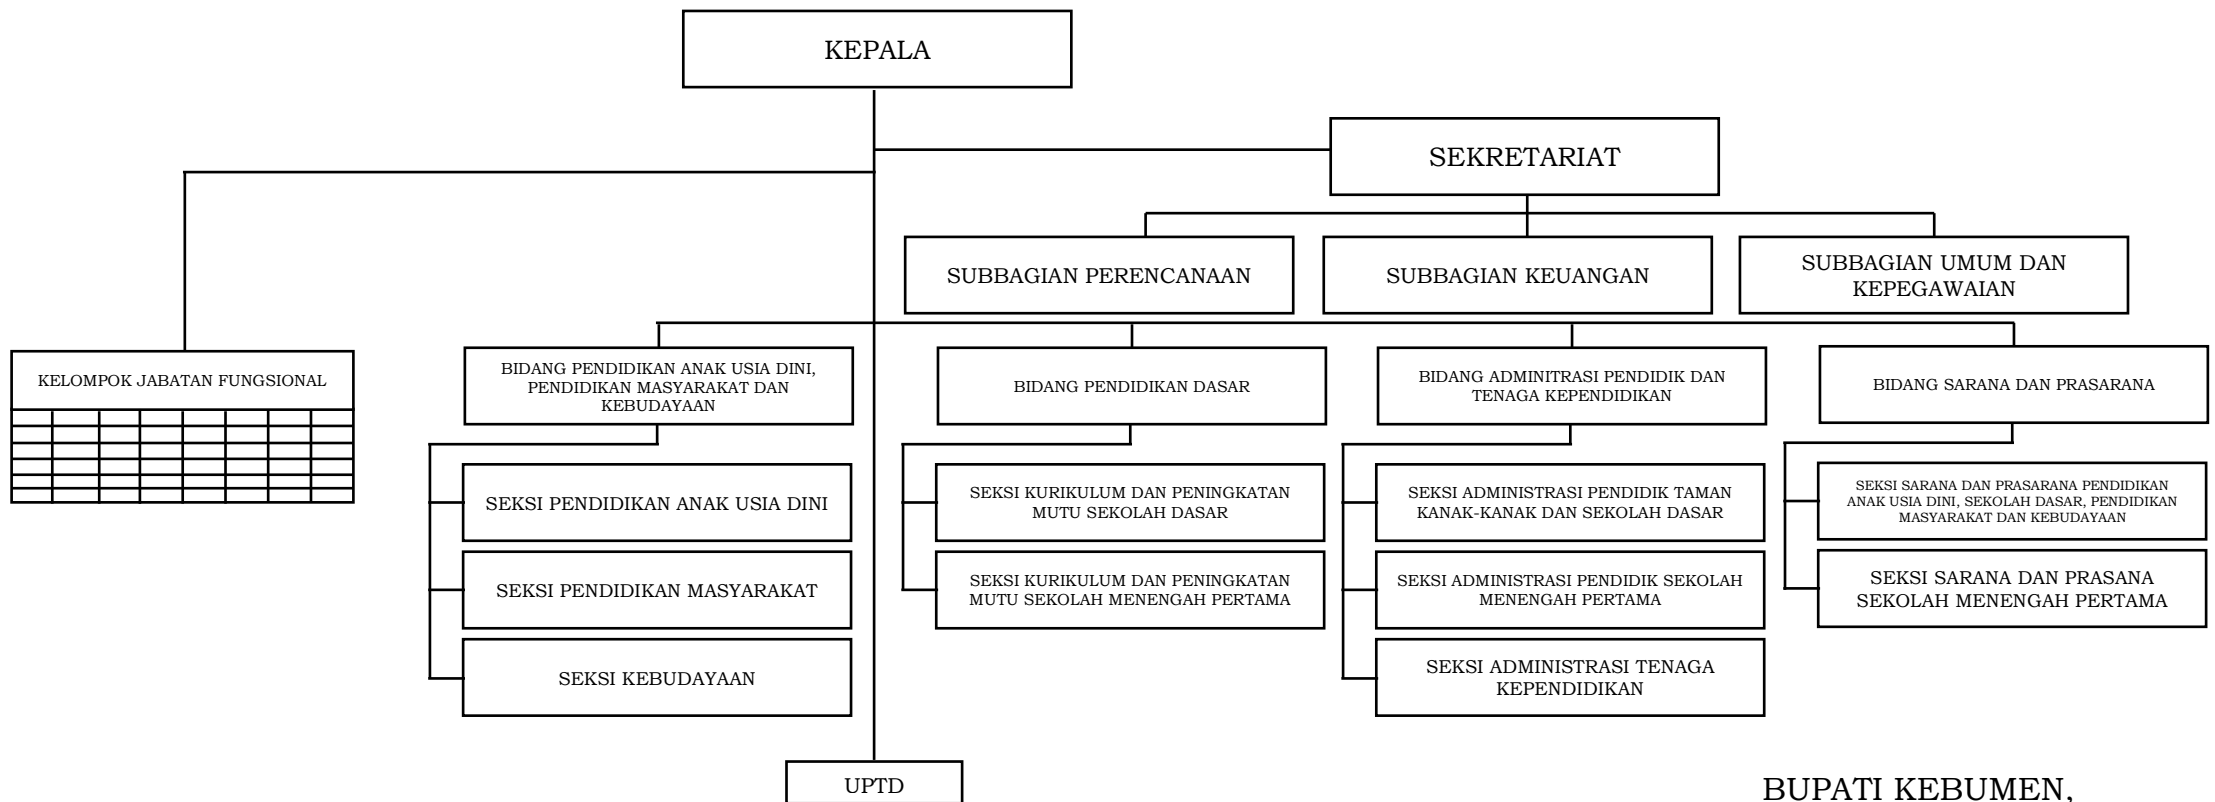 KEPALA
SEKRETARIAT
SUBBAGIAN PERENCANAAN
SUBBAGIAN KEUANGAN
SUBBAGIAN UMUM DAN
KEPEGAWAIAN
KELOMPOK JABATAN FUNGSIONAL
BIDANG PENDIDIKAN ANAK USIA DINI,
PENDIDIKAN MASYARAKAT DAN
KEBUDAYAAN
BIDANG PENDIDIKAN DASAR
BIDANG ADMINITRASI PENDIDIK DAN
TENAGA KEPENDIDIKAN
BIDANG SARANA DAN PRASARANA
SEKSI PENDIDIKAN ANAK USIA DINI
SEKSI KURIKULUM DAN PENINGKATAN
MUTU SEKOLAH DASAR
SEKSI ADMINISTRASI PENDIDIK TAMAN
KANAK-KANAK DAN SEKOLAH DASAR
SEKSI SARANA DAN PRASARANA PENDIDIKAN
ANAK USIA DINI, SEKOLAH DASAR, PENDIDIKAN
MASYARAKAT DAN KEBUDAYAAN
SEKSI PENDIDIKAN MASYARAKAT
SEKSI KURIKULUM DAN PENINGKATAN
MUTU SEKOLAH MENENGAH PERTAMA
SEKSI ADMINISTRASI PENDIDIK SEKOLAH
MENENGAH PERTAMA
SEKSI SARANA DAN PRASANA
SEKOLAH MENENGAH PERTAMA
SEKSI KEBUDAYAAN
SEKSI ADMINISTRASI TENAGA
KEPENDIDIKAN
UPTD
BUPATI KEBUMEN,